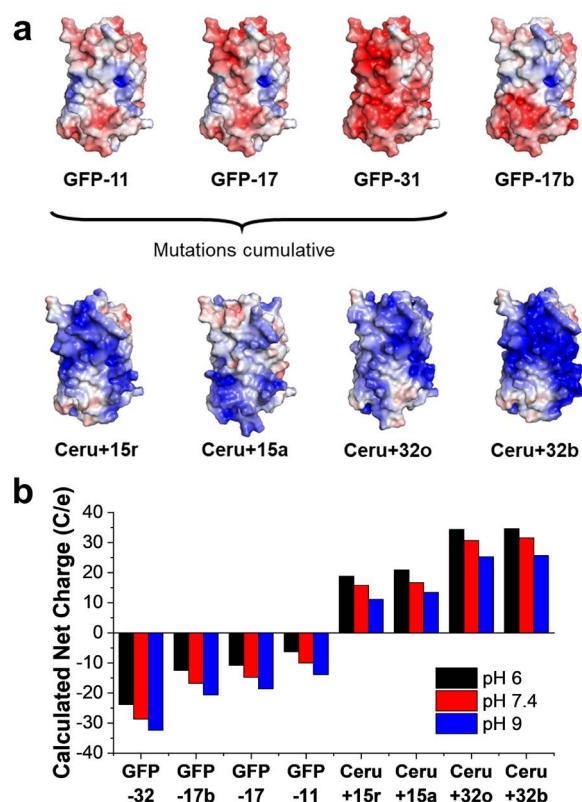 a
GFP-11 GFP-17 GFP-31 GFP-17b
Mutations cumulative
Ceru+15r Ceru+15a Ceru+32o Ceru+32b
b
Calculated Net Charge (C/e)
40
30
20
10
0
-10
-20
-30
-40
pH 6
pH 7.4
pH 9
GFP GFP GFP GFP Ceru Ceru Ceru Ceru
-32 -17b -17 -11 +15r +15a +32o +32b